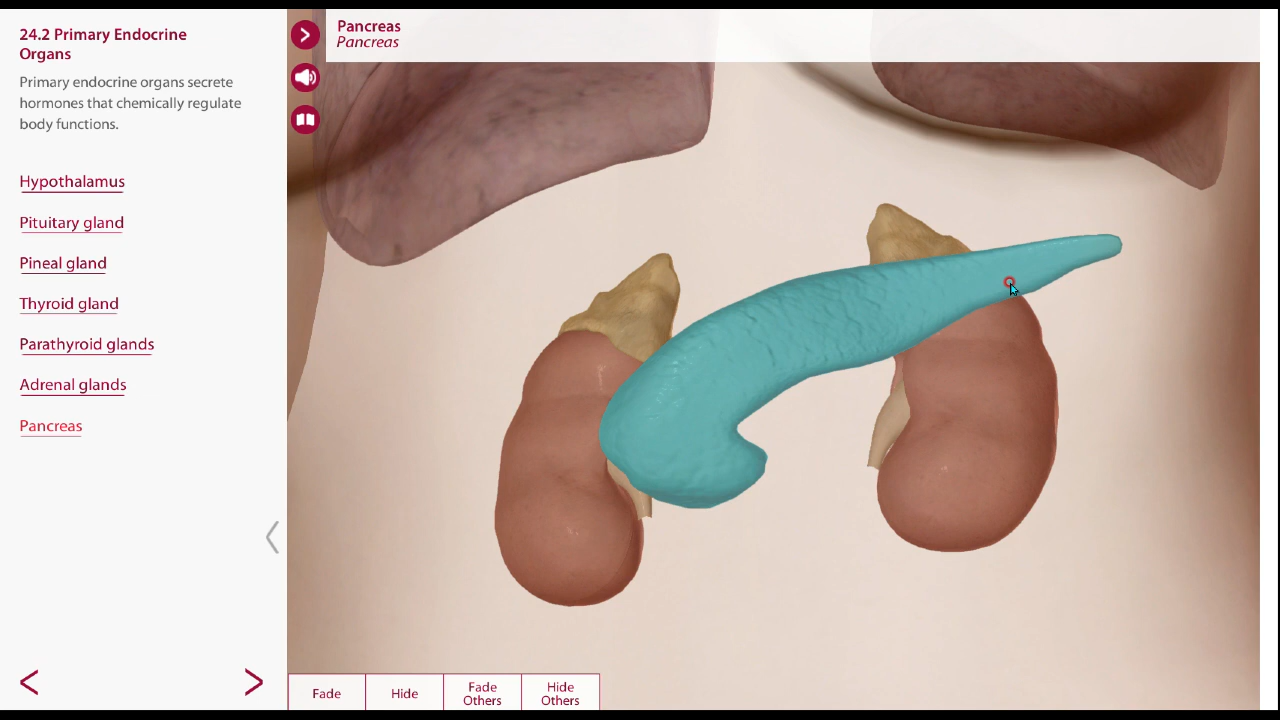 24.2 Primary Endocrine
Organs
Primary endocrine organs secrete
hormones that chemically regulate
body functions.
Hypothalamus
Pituitary gland
Pineal gland
Thyroid gland
Parathyroid glands
Adrenal glands
Pancreas
Pancreas
Pancreas
Fade
Hide
Fade
Others
Hide
Others